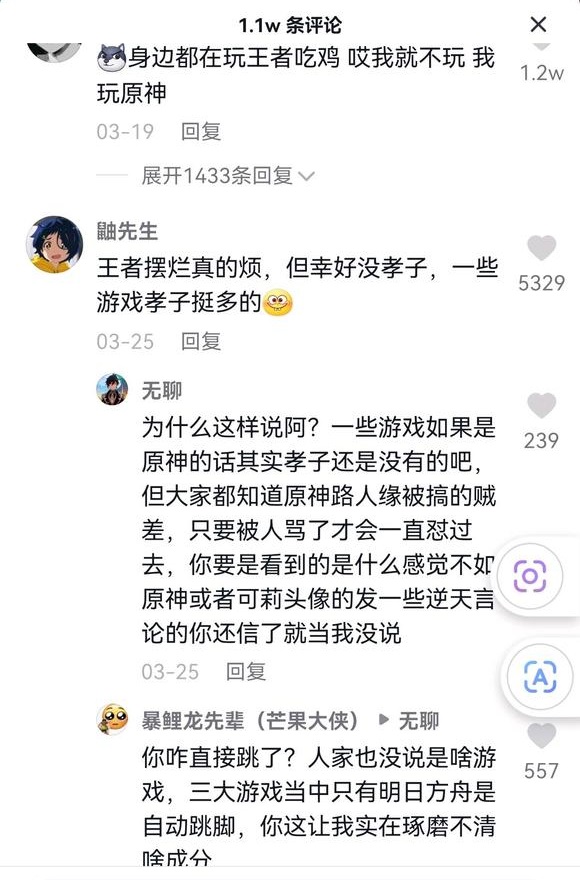 1.1w 条评论
身边都在玩王者吃鸡 哎我就不玩 我
玩原神
1.2w
03-19 回复
展开1433条回复
鼬先生
王者摆烂真的烦，但幸好没孝子，一些
游戏孝子挺多的
5329
03-25 回复
无聊
为什么这样说阿？一些游戏如果是
原神的话其实孝子还是没有的吧，
但大家都知道原神路人缘被搞的贼
差，只要被人骂了才会一直怼过
去，你要是看到的是什么感觉不如
原神或者可莉头像的发一些逆天言
论的你还信了就当我没说
239
03-25 回复
暴鲤龙先辈（芒果大侠） 无聊
你咋直接跳了？人家也没说是啥游
戏，三大游戏当中只有明日方舟是
自动跳脚，你这让我实在琢磨不清
啥成分
557
A